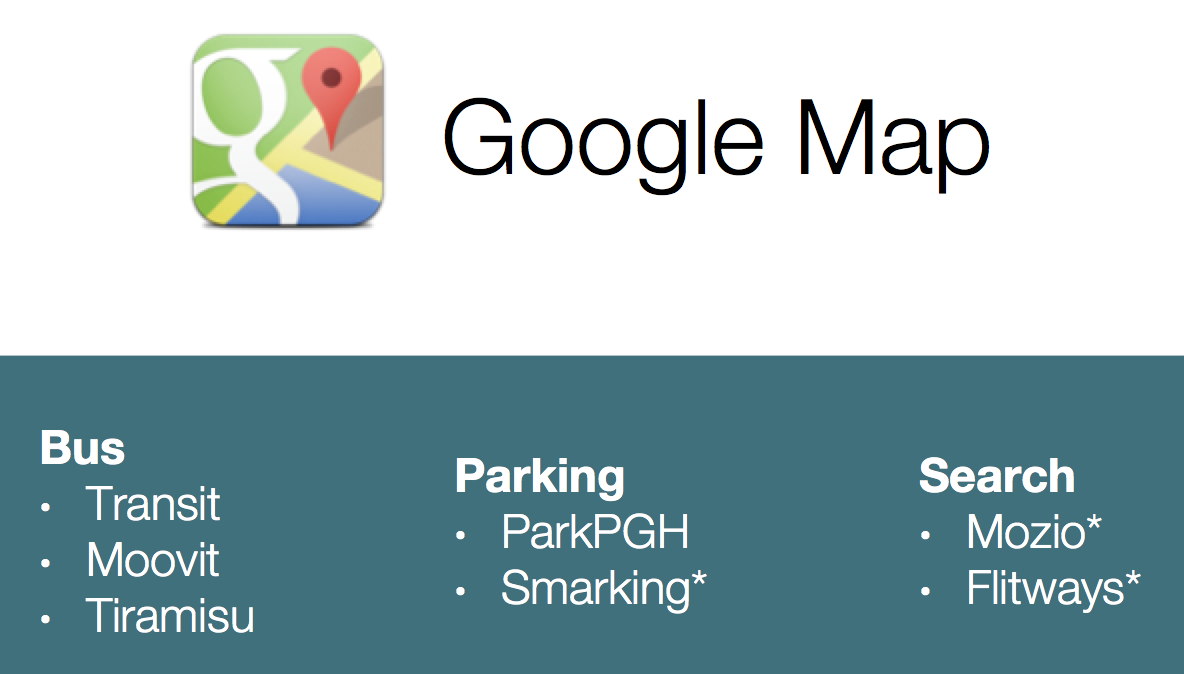 Google Map
Bus
• Transit
• Moovit
• Tiramisu
Parking
• ParkPGH
• Smarking*
Search
• Mozio*
• Flitways*